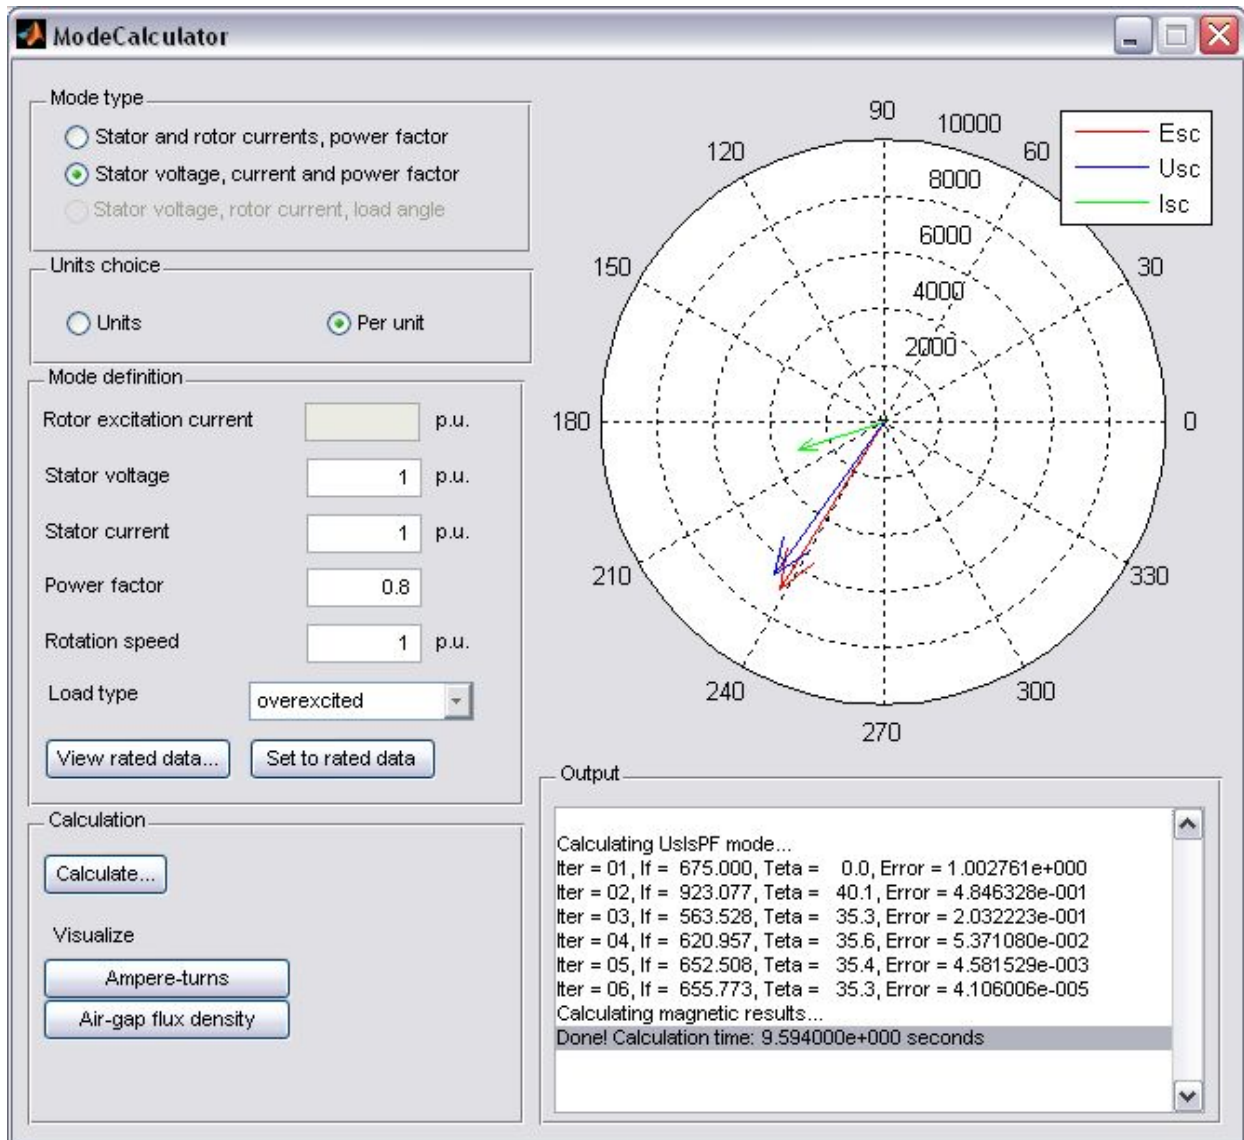 ModeCalculator
Mode type
Stator and rotor currents, power factor
Stator voltage, current and power factor
Stator voltage, rotor current, load angle
Units choice
Units Per unit
Mode definition
Rotor excitation current p.u.
Stator voltage 1 p.u.
Stator current 1 p.u.
Power factor 0.8
Rotation speed 1 p.u.
Load type overexcited
View rated data... Set to rated data
Calculation
Calculate...
Visualize
Ampere-turns
Air-gap flux density
90
10000
120
60
8000
6000
150
30
4000
2000
180
0
210
330
240
300
270
Esc
Usc
Isc
Output
Calculating UsIsPF mode...
Iter = 01, If = 675.000, Teta = 0.0, Error = 1.002761e+000
Iter = 02, If = 923.077, Teta = 40.1, Error = 4.846328e-001
Iter = 03, If = 563.528, Teta = 35.3, Error = 2.032223e-001
Iter = 04, If = 620.957, Teta = 35.6, Error = 5.371080e-002
Iter = 05, If = 652.508, Teta = 35.4, Error = 4.581529e-003
Iter = 06, If = 655.773, Teta = 35.3, Error = 4.106006e-005
Calculating magnetic results...
Done! Calculation time: 9.594000e+000 seconds